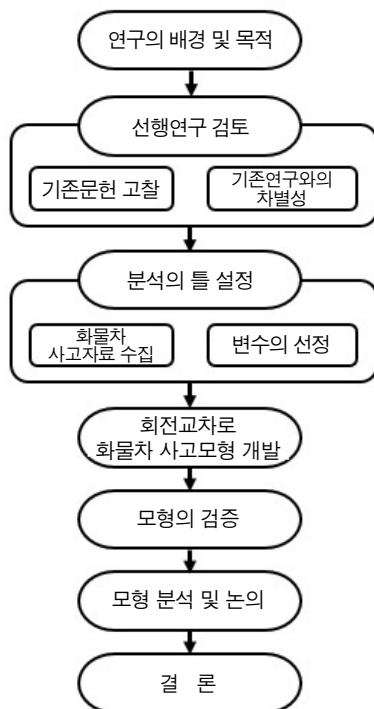 연구의 배경 및 목적
선행연구 검토
기존문헌 고찰
기존연구와의
차별성
분석의 틀 설정
화물차
사고자료 수집
변수의 선정
회전교차로
화물차 사고모형 개발
모형의 검증
모형 분석 및 논의
결 론